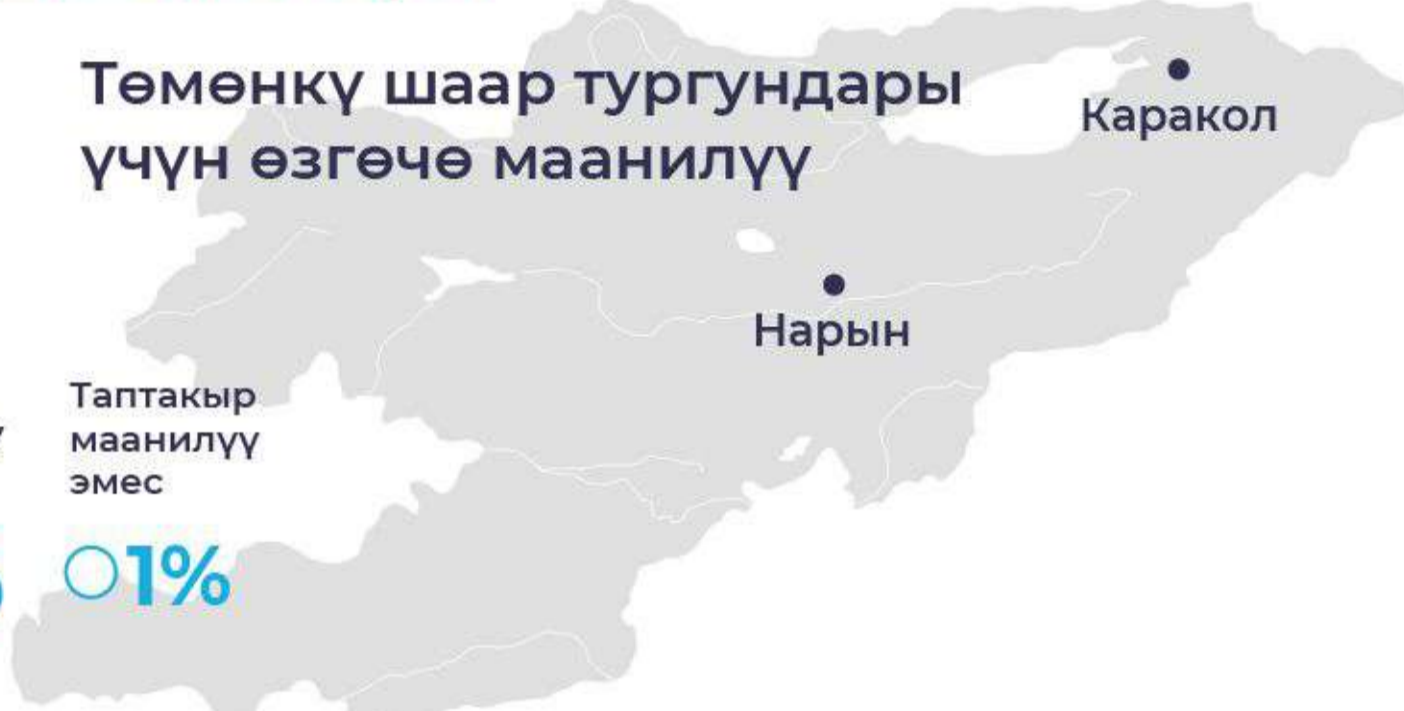 Төмөнкү шаар тургундары
үчүн өзгөчө маанилүү
Каракол
Нарын
Таптакыр
маанилүү
эмес
1%